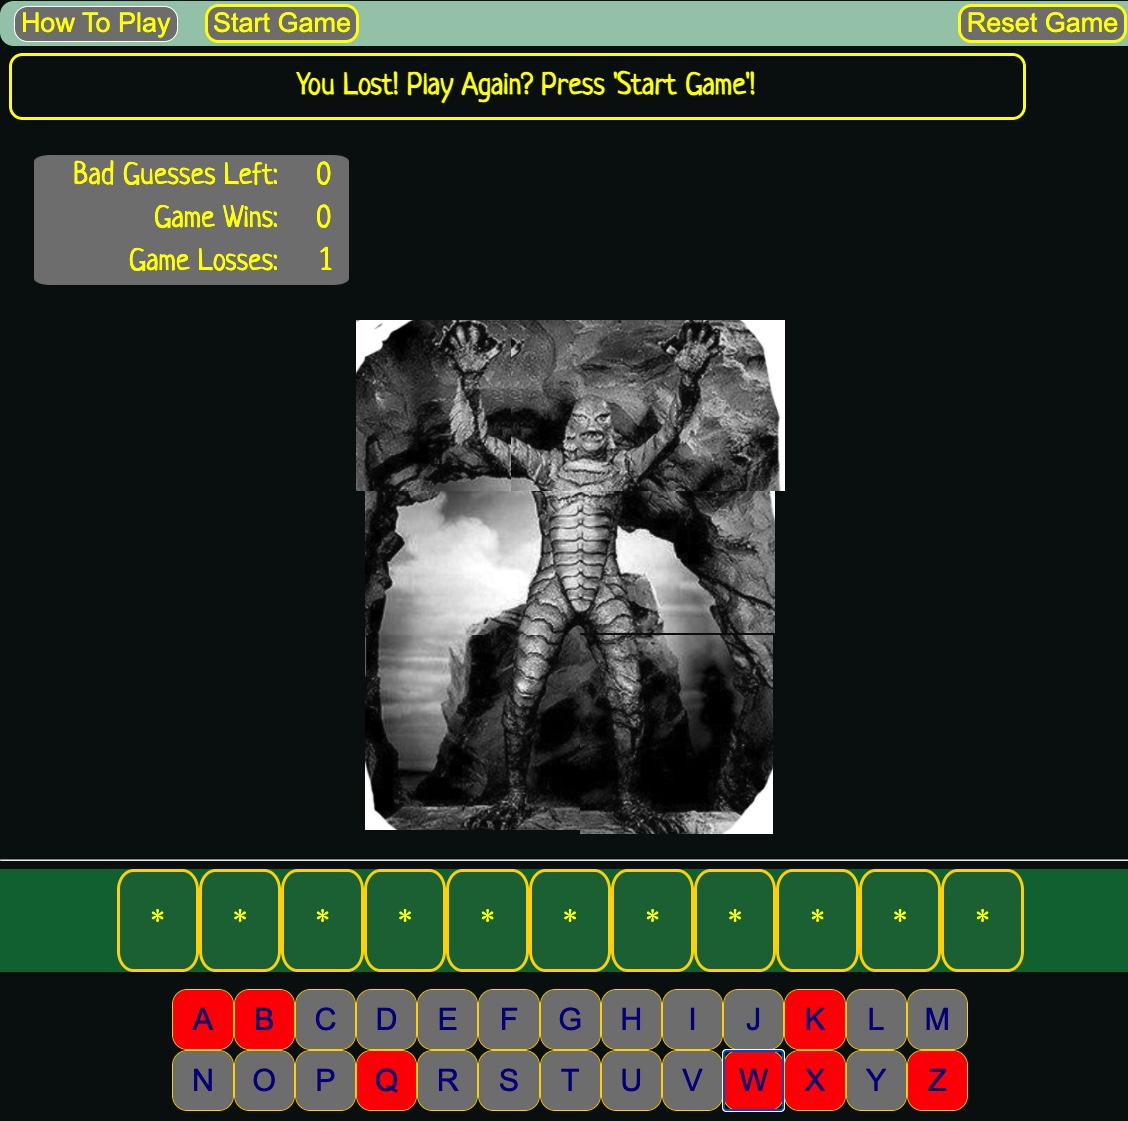 How To Play Start Game Reset Game
You Lost! Play Again? Press 'Start Game'!
Bad Guesses Left: 0
Game Wins: 0
Game Losses: 1
* * * * * * * * * * *
A B C D E F G H I J K L M
N O P Q R S T U V W X Y Z